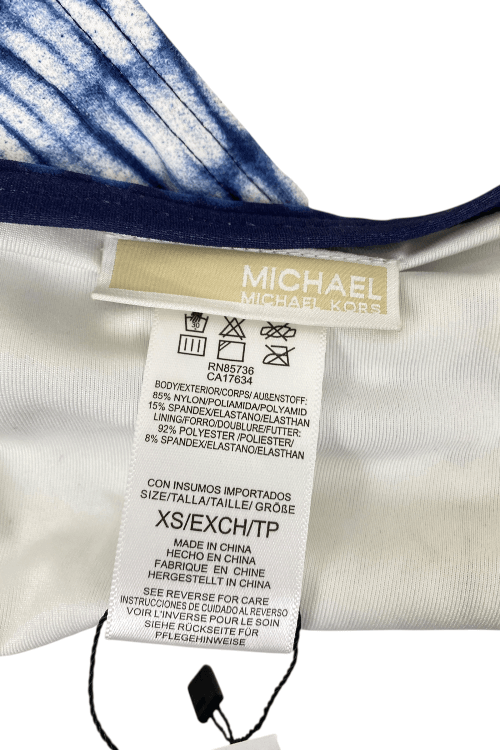 MICHAEL
MICHAEL KORS
RN85736
CA17634
BODY/EXTERIOR/CORPS/ AUßENSTOFF:
85% NYLON/POLIAMIDA/POLYAMID
15% SPANDEX/ELASTANO/ELASTHAN
LINING/FORRO/DOUBLURE/FUTTER:
92% POLYESTER /POLIESTER/
8% SPANDEX/ELASTANO/ELASTHAN
CON INSUMOS IMPORTADOS
SIZE/TALLA/TAILLE/ GRÖßE
XS/EXCH/TP
MADE IN CHINA
HECHO EN CHINA
FABRIQUE EN CHINE
HERGESTELLT IN CHINA
SEE REVERSE FOR CARE
INSTRUCCIONES DE CUIDADO AL REVERSO
VOIR L'INVERSE POUR LE SOIN
SIEHE RÜCKSEITE FÜR
PFLEGEHINWEISE